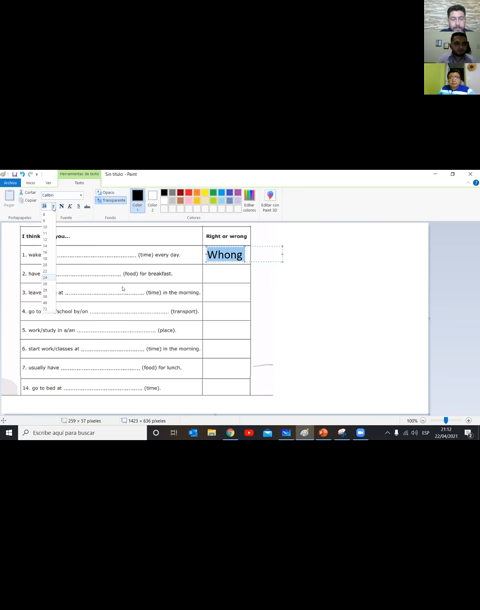 Herramientas de texto
Sin título - Paint
Archivo
Inicio
Ver
Texto
Pegar
Cortar
Copiar
Calibri
N K S abc
Opaco
Transparente
Color 1
Color 2
Editar colores
Editar con Paint 3D
Portapapeles
Fuente
Fondo
Colores
I think you...
Right or wrong
1. wake (time) every day.
Whong
2. have (food) for breakfast.
3. leave at (time) in the morning.
4. go to /school by/on (transport).
5. work/study in a/an (place).
6. start work/classes at (time) in the morning.
7. usually have (food) for lunch.
14. go to bed at (time).
259 × 57 píxeles
1423 × 636 píxeles
100%
Escribe aquí para buscar
ESP
21:12
22/04/2021